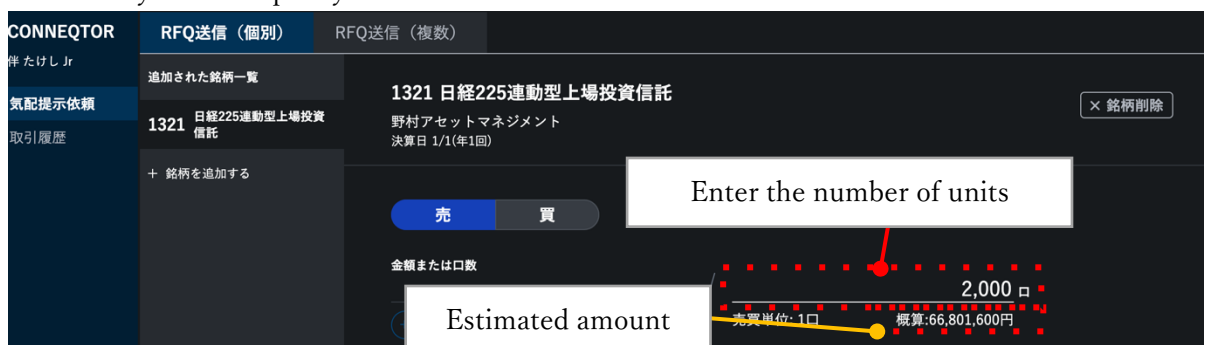 CONNEQTOR
RFQ送信（個別）
RFQ送信（複数）
伴 たけし Jr
気配提示依頼
取引履歴
追加された銘柄一覧
1321 日経225連動型上場投資
信託
＋ 銘柄を追加する
1321 日経225連動型上場投資信託
野村アセットマネジメント
決算日 1/1(年1回)
× 銘柄削除
Enter the number of units
売 買
金額または口数
2,000 口
Estimated amount
売買単位: 1口
概算:66,801,600円